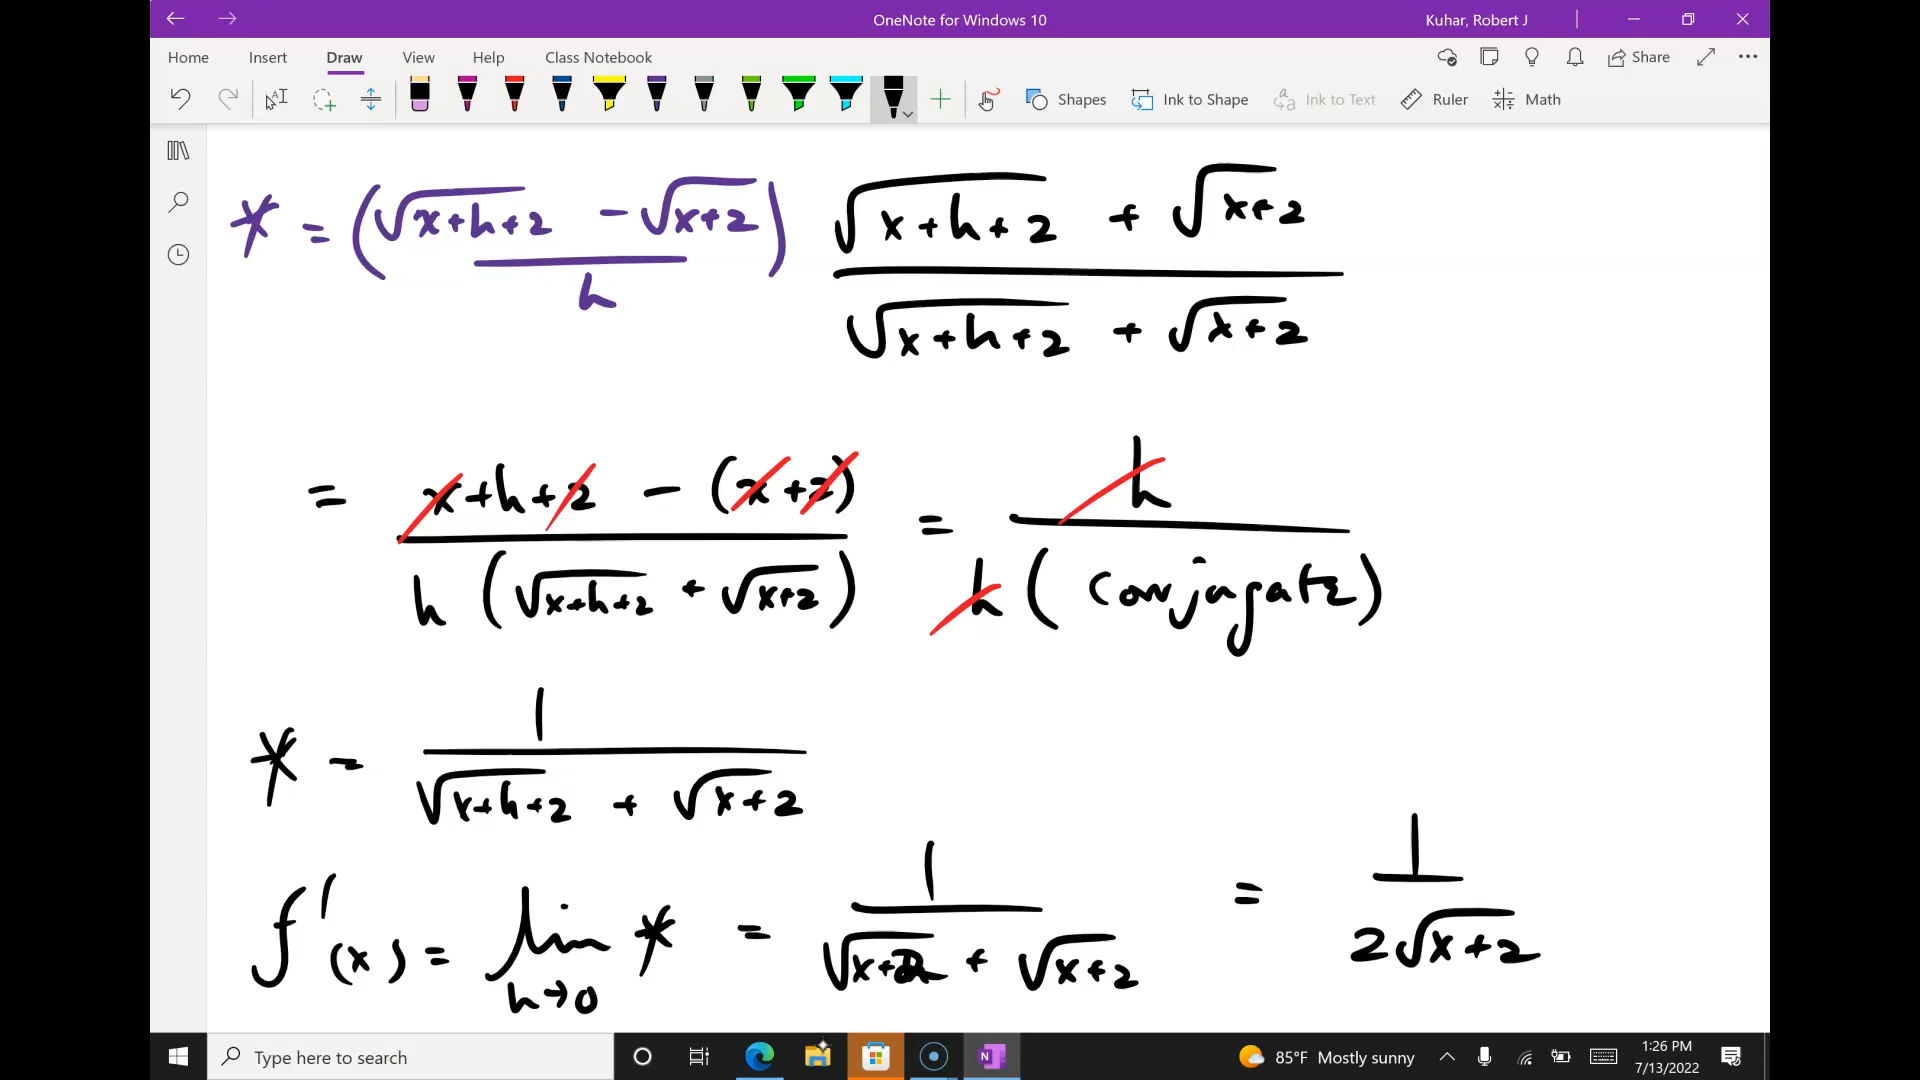 OneNote for Windows 10
Kuhar, Robert J
Home Insert Draw View Help Class Notebook Share
Shapes Ink to Shape Ink to Text Ruler Math
* = (√(x+h+2) - √(x+2)) / h · (√(x+h+2) + √(x+2)) / (√(x+h+2) + √(x+2))
= (x+h+2 - (x+2)) / (h(√(x+h+2) + √(x+2))) = h / (h(conjugate))
* = 1 / (√(x+h+2) + √(x+2))
f'(x) = lim h→0 * = 1 / (√(x+2) + √(x+2)) = 1 / (2√(x+2))
Type here to search
85°F Mostly sunny
1:26 PM
7/13/2022